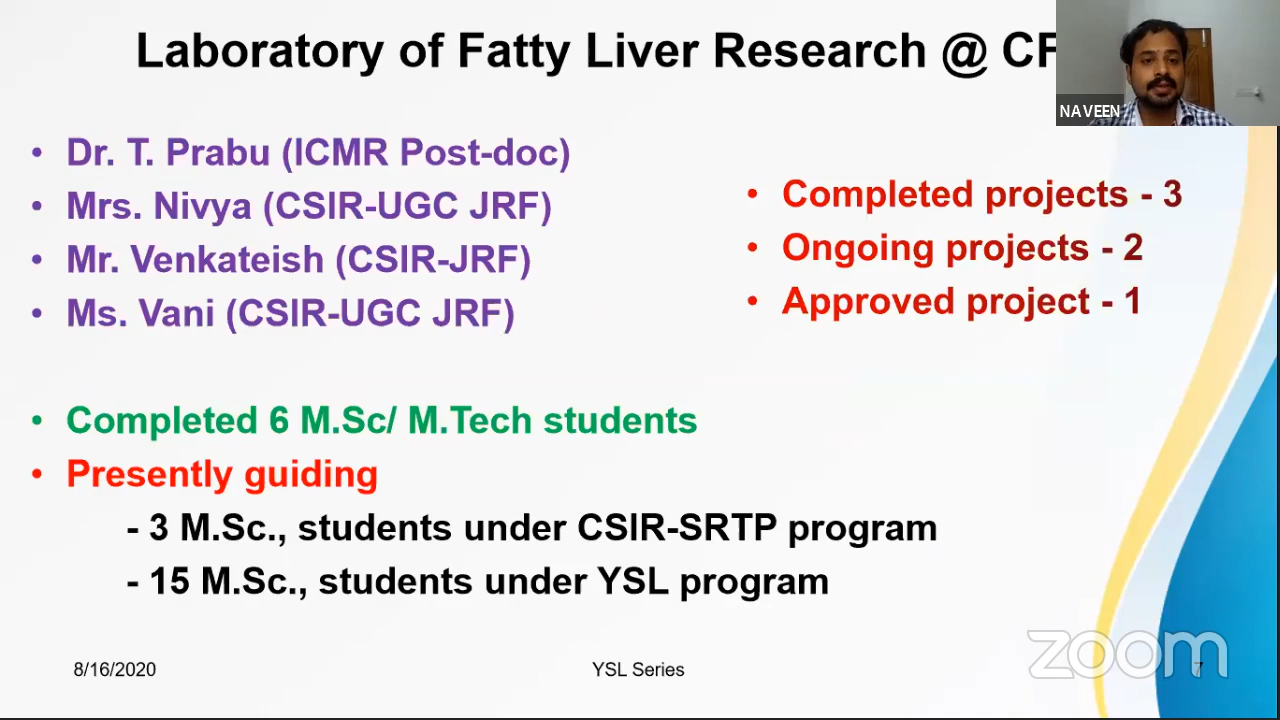 Laboratory of Fatty Liver Research @ CF
NAVEEN
• Dr. T. Prabu (ICMR Post-doc)
• Mrs. Nivya (CSIR-UGC JRF)
• Mr. Venkateish (CSIR-JRF)
• Ms. Vani (CSIR-UGC JRF)
• Completed projects - 3
• Ongoing projects - 2
• Approved project - 1
• Completed 6 M.Sc/ M.Tech students
• Presently guiding
- 3 M.Sc., students under CSIR-SRTP program
- 15 M.Sc., students under YSL program
8/16/2020
YSL Series
7
zoom